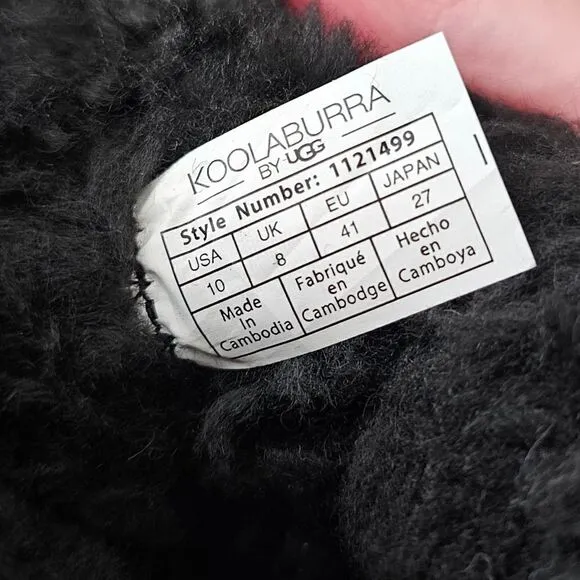 KOOLABURRA
BY UGG
Style Number: 1121499
USA UK EU JAPAN
10 8 41 27
Made in Cambodia
Fabriqué en Cambodge
Hecho en Camboya